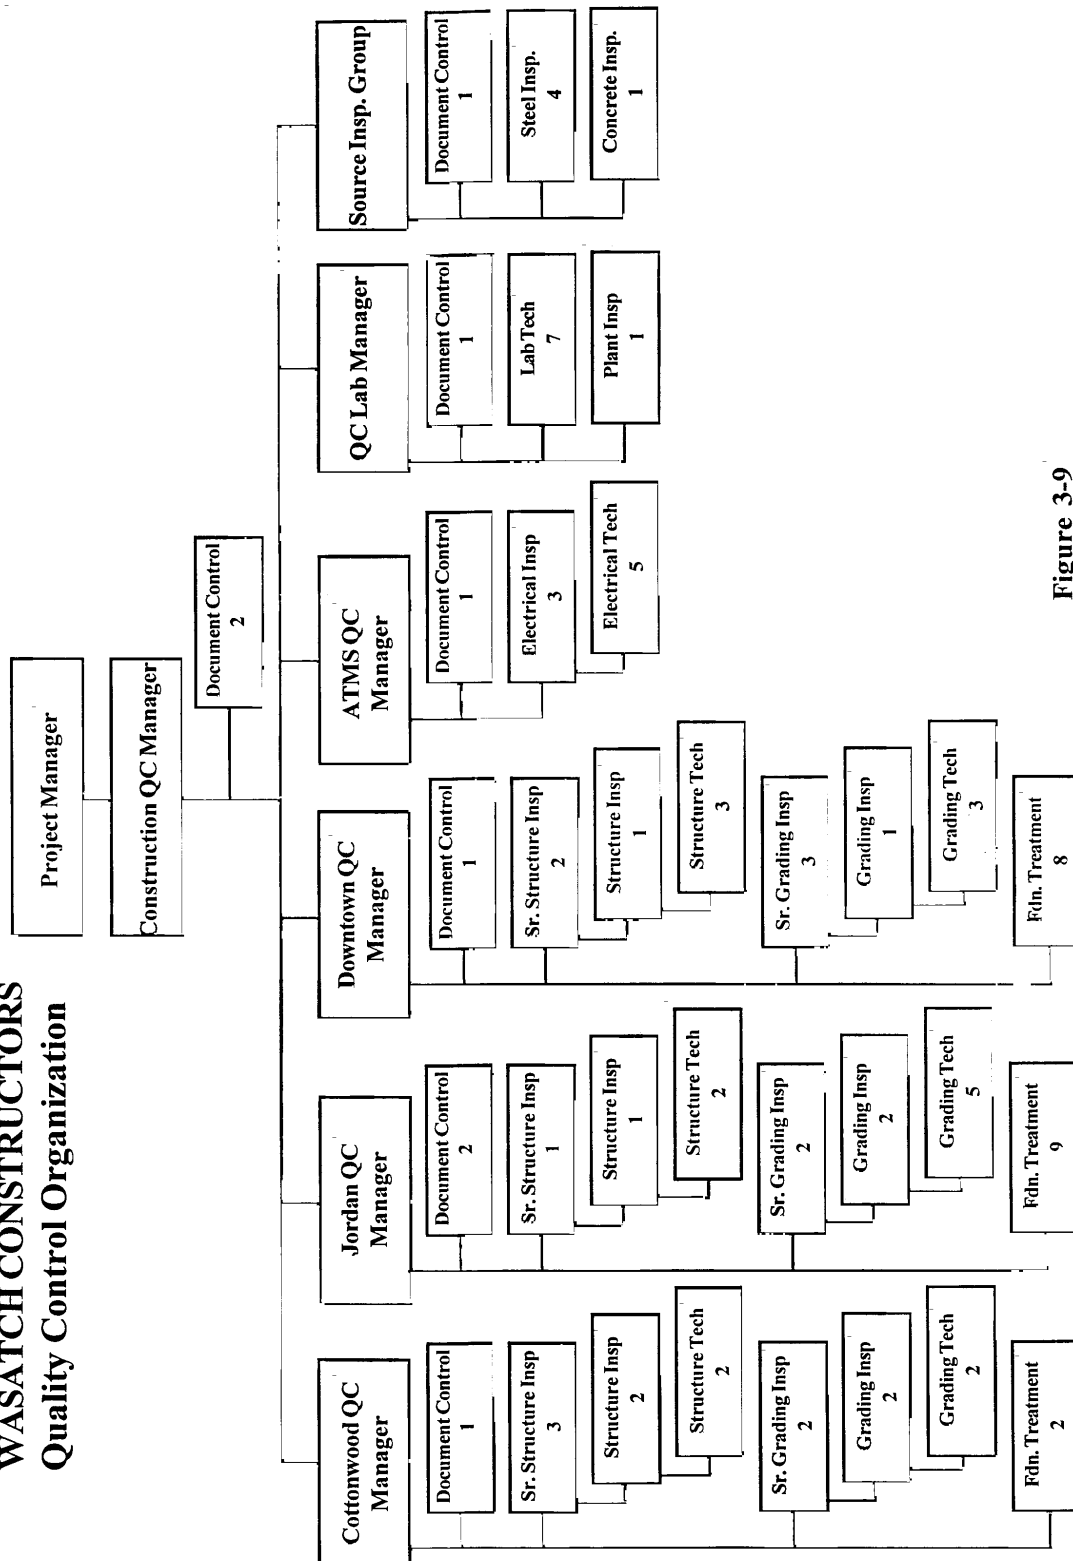 WASATCH CONSTRUCTORS
Quality Control Organization
Project Manager
Construction QC Manager
Document Control
2
Cottonwood QC
Manager
Document Control
1
Sr. Structure Insp
3
Structure Insp
2
Structure Tech
2
Sr. Grading Insp
2
Grading Insp
2
Grading Tech
2
Fdn. Treatment
2
Jordan QC
Manager
Document Control
2
Sr. Structure Insp
1
Structure Insp
1
Structure Tech
2
Sr. Grading Insp
2
Grading Insp
2
Grading Tech
5
Fdn. Treatment
9
Downtown QC
Manager
Document Control
1
Sr. Structure Insp
2
Structure Insp
1
Structure Tech
3
Sr. Grading Insp
3
Grading Insp
1
Grading Tech
3
Fdn. Treatment
8
ATMS QC
Manager
Document Control
1
Electrical Insp
3
Electrical Tech
5
QC Lab Manager
Document Control
1
Lab Tech
7
Plant Insp
1
Source Insp. Group
Document Control
1
Steel Insp.
4
Concrete Insp.
1
Figure 3-9